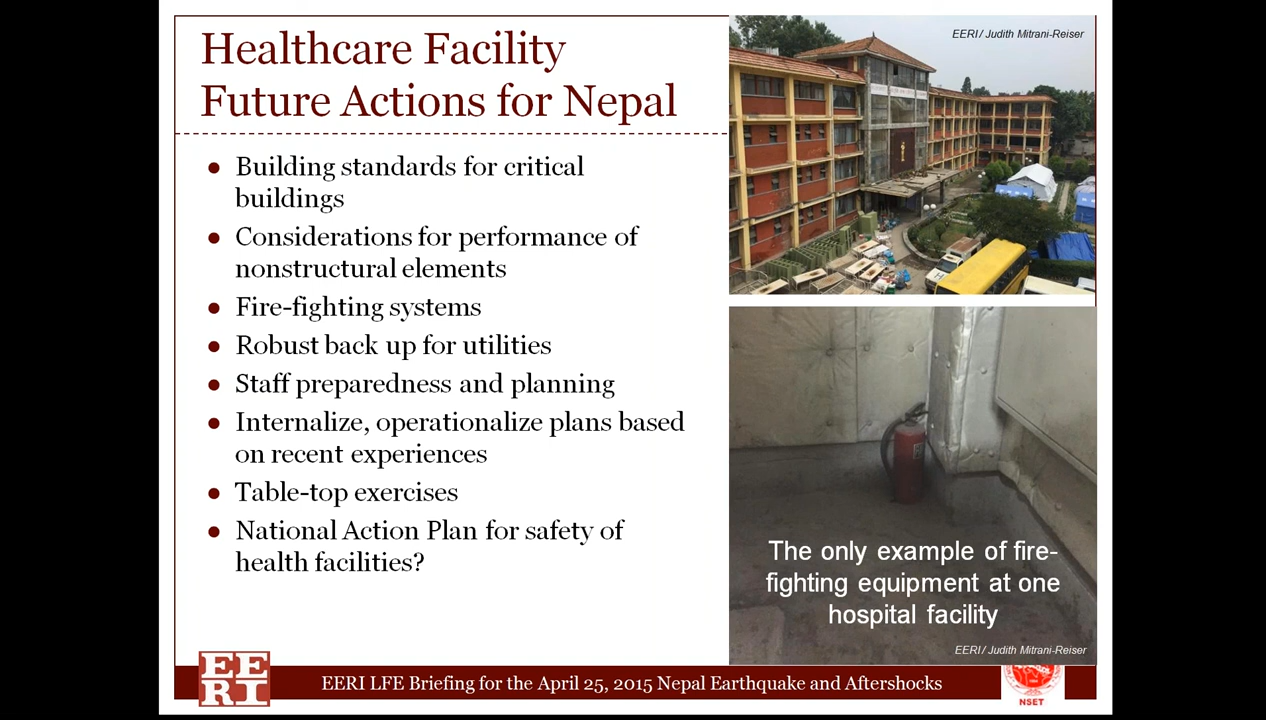 Healthcare Facility
Future Actions for Nepal
● Building standards for critical
buildings
● Considerations for performance of
nonstructural elements
● Fire-fighting systems
● Robust back up for utilities
● Staff preparedness and planning
● Internalize, operationalize plans based
on recent experiences
● Table-top exercises
● National Action Plan for safety of
health facilities?
EERI / Judith Mitrani-Reiser
The only example of fire-
fighting equipment at one
hospital facility
EERI / Judith Mitrani-Reiser
EE
RI
EERI LFE Briefing for the April 25, 2015 Nepal Earthquake and Aftershocks
NSET